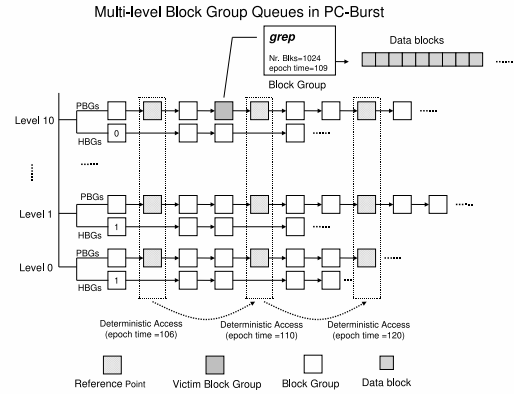 Multi-level Block Group Queues in PC-Burst
grep
Nr. Blks=1024
epoch time=109
Block Group
Data blocks
Level 10
PBGs
HBGs
0
Level 1
PBGs
HBGs
1
Level 0
PBGs
HBGs
1
Deterministic Access
(epoch time =106)
Deterministic Access
(epoch time =110)
Deterministic Access
(epoch time =120)
Reference Point
Victim Block Group
Block Group
Data block